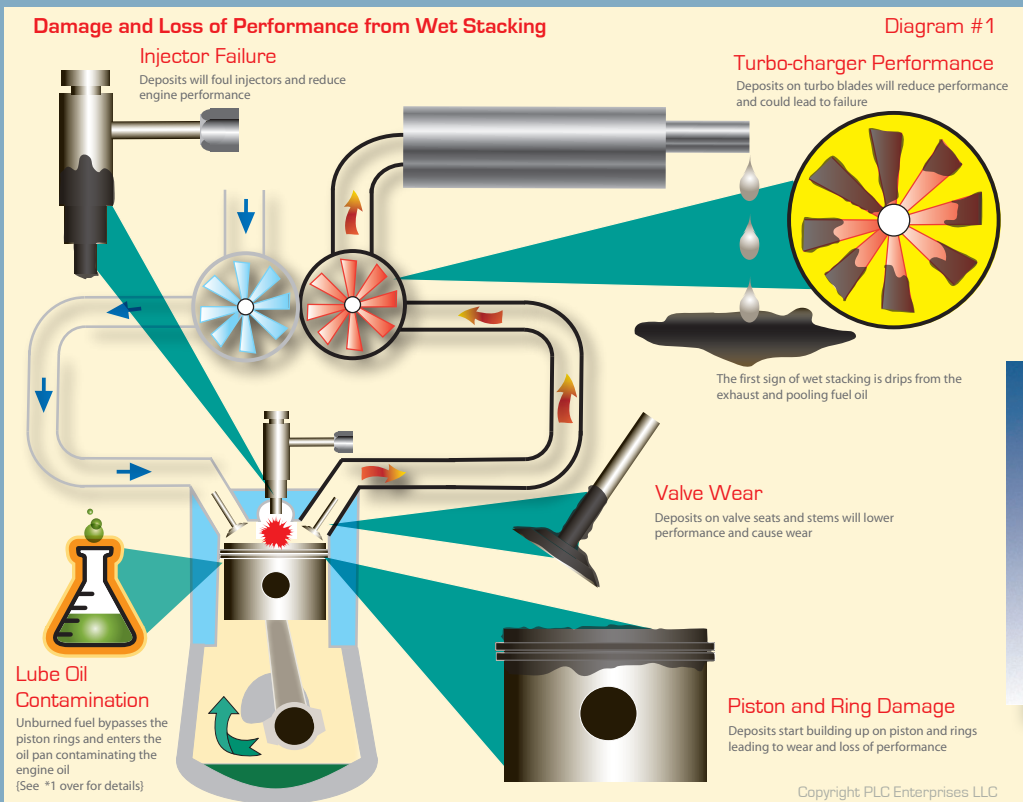 Damage and Loss of Performance from Wet Stacking
Diagram #1
Injector Failure
Deposits will foul injectors and reduce
engine performance
Turbo-charger Performance
Deposits on turbo blades will reduce performance
and could lead to failure
The first sign of wet stacking is drips from the
exhaust and pooling fuel oil
Valve Wear
Deposits on valve seats and stems will lower
performance and cause wear
Lube Oil
Contamination
Unburned fuel bypasses the
piston rings and enters the
oil pan contaminating the
engine oil
{See *1 over for details}
Piston and Ring Damage
Deposits start building up on piston and rings
leading to wear and loss of performance
Copyright PLC Enterprises LLC